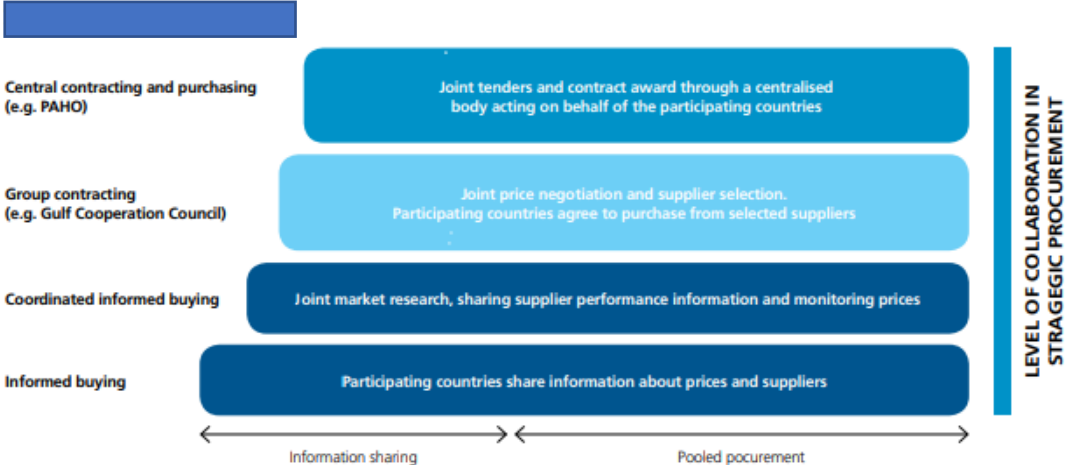 Central contracting and purchasing
(e.g. PAHO)
Joint tenders and contract award through a centralised
body acting on behalf of the participating countries
Group contracting
(e.g. Gulf Cooperation Council)
Joint price negotiation and supplier selection.
Participating countries agree to purchase from selected suppliers
Coordinated informed buying
Joint market research, sharing supplier performance information and monitoring prices
Informed buying
Participating countries share information about prices and suppliers
Information sharing
Pooled pocurement
LEVEL OF COLLABORATION IN
STRAGEGIC PROCUREMENT